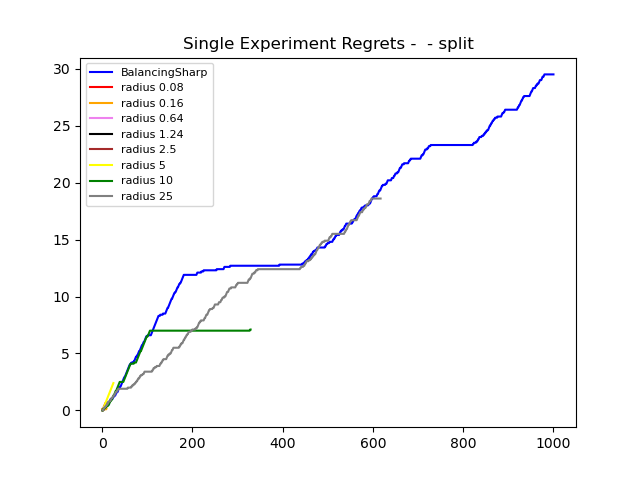 Single Experiment Regrets -  - split
30
25
20
15
10
5
0
BalancingSharp
radius 0.08
radius 0.16
radius 0.64
radius 1.24
radius 2.5
radius 5
radius 10
radius 25
0 200 400 600 800 1000